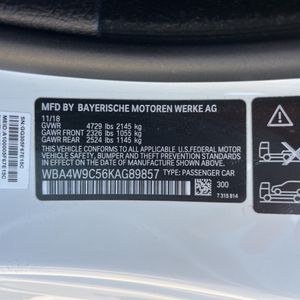 MFD BY BAYERISCHE MOTOREN WERKE AG
11/18
GVWR 4729 lbs 2145 kg
GAWR FRONT 2326 lbs 1055 kg
GAWR REAR 2524 lbs 1145 kg
THIS VEHICLE CONFORMS TO ALL APPLICABLE
U.S. FEDERAL MOTOR VEHICLE SAFETY, BUMPER,
AND THEFT PREVENTION STANDARDS IN EFFECT
ON THE DATE OF MANUFACTURE SHOWN ABOVE.
WBA4W9C56KAG89857 TYPE: PASSENGER CAR
300
7 315 914